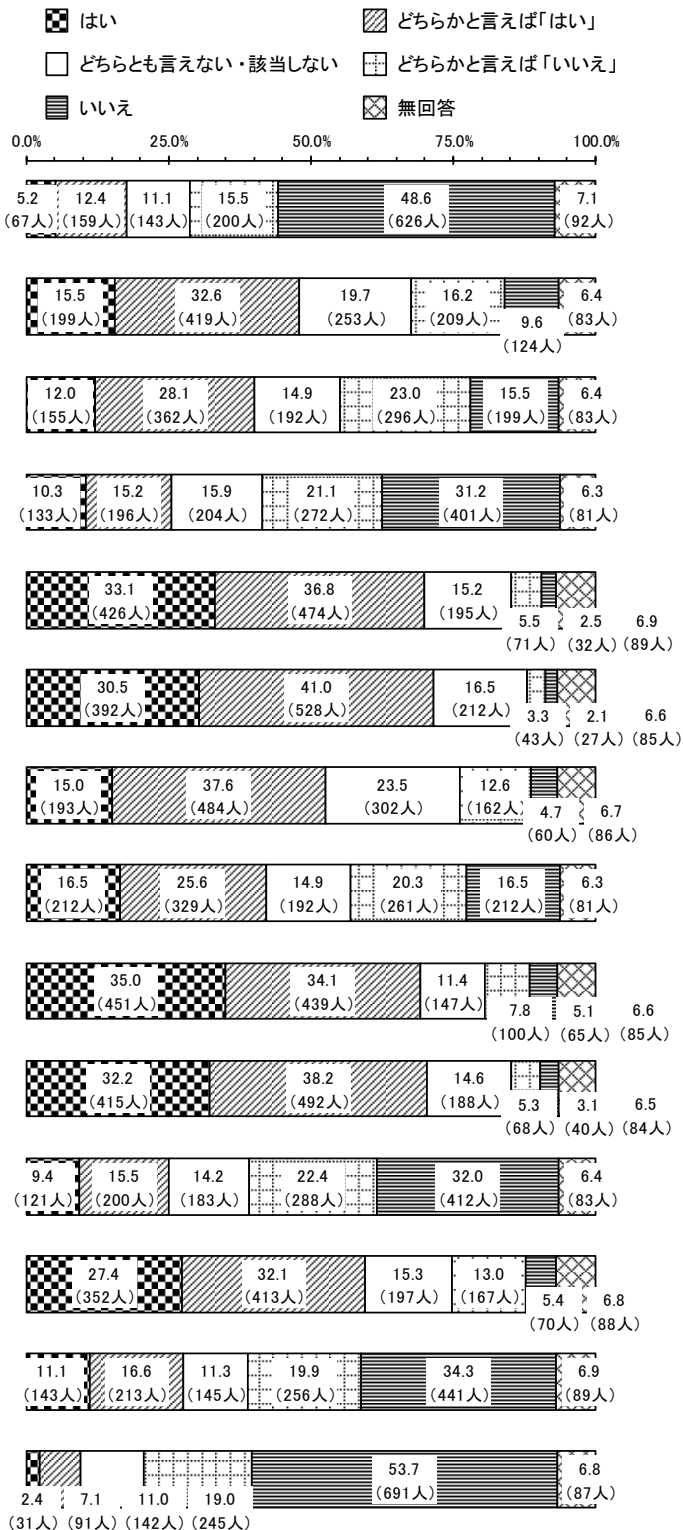 はい どちらかと言えば「はい」
どちらとも言えない・該当しない どちらかと言えば「いいえ」
いいえ 無回答
0.0% 25.0% 50.0% 75.0% 100.0%
5.2 12.4 11.1 15.5 48.6 7.1
(67人) (159人) (143人) (200人) (626人) (92人)
15.5 32.6 19.7 16.2 6.4
(199人) (419人) (253人) (209人) (83人)
9.6
(124人)
12.0 28.1 14.9 23.0 15.5 6.4
(155人) (362人) (192人) (296人) (199人) (83人)
10.3 15.2 15.9 21.1 31.2 6.3
(133人) (196人) (204人) (272人) (401人) (81人)
33.1 36.8 15.2
(426人) (474人) (195人)
5.5 2.5 6.9
(71人) (32人) (89人)
30.5 41.0 16.5
(392人) (528人) (212人)
3.3 2.1 6.6
(43人) (27人) (85人)
15.0 37.6 23.5 12.6
(193人) (484人) (302人) (162人)
4.7 6.7
(60人) (86人)
16.5 25.6 14.9 20.3 16.5 6.3
(212人) (329人) (192人) (261人) (212人) (81人)
35.0 34.1 11.4
(451人) (439人) (147人)
7.8 5.1 6.6
(100人) (65人) (85人)
32.2 38.2 14.6
(415人) (492人) (188人)
5.3 3.1 6.5
(68人) (40人) (84人)
9.4 15.5 14.2 22.4 32.0 6.4
(121人) (200人) (183人) (288人) (412人) (83人)
27.4 32.1 15.3 13.0
(352人) (413人) (197人) (167人)
5.4 6.8
(70人) (88人)
11.1 16.6 11.3 19.9 34.3 6.9
(143人) (213人) (145人) (256人) (441人) (89人)
53.7 6.8
(691人) (87人)
2.4 7.1 11.0 19.0
(31人) (91人) (142人) (245人)